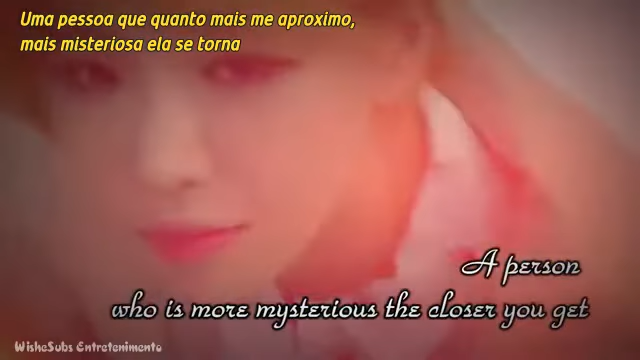 Uma pessoa que quanto mais me aproximo,
mais misteriosa ela se torna
A person
who is more mysterious the closer you get
WisheSubs Entretenimento